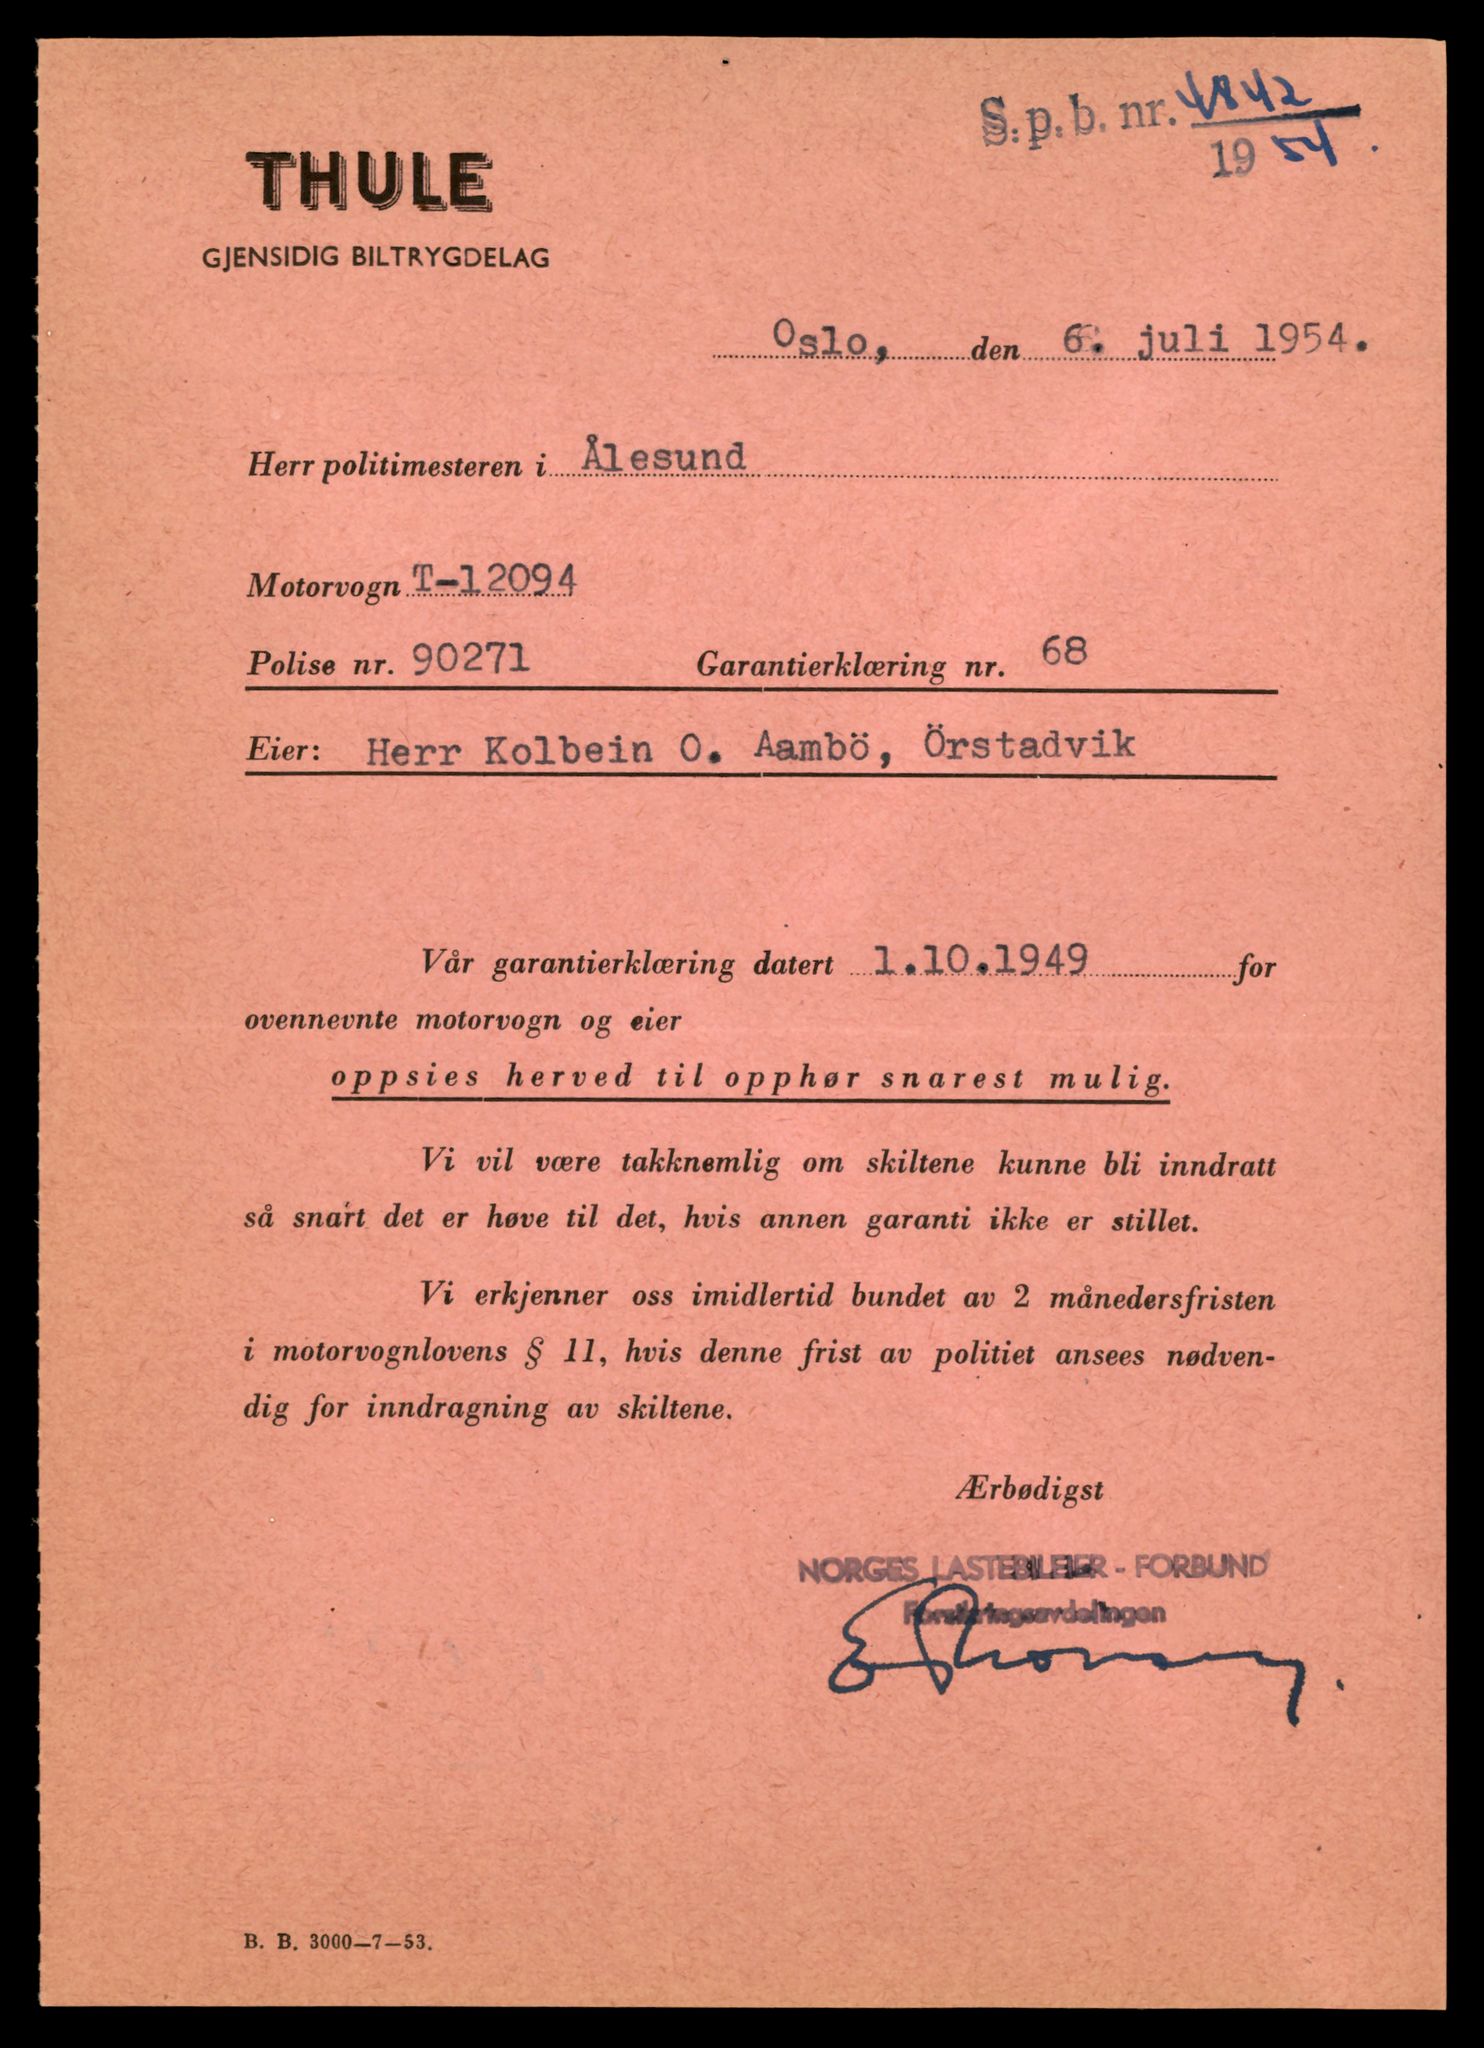 S. p. b. nr. 4842
1954.
THULE
GJENSIDIG BILTRYGDELAG
Oslo, den 6. juli 1954.
Herr politimesteren i Ålesund
Motorvogn T-12094
Polise nr. 90271 Garantierklæring nr. 68
Eier: Herr Kolbein O. Aambö, Örstadvik
Vår garantierklæring datert 1.10.1949 for
ovennevnte motorvogn og eier
oppsies herved til opphør snarest mulig.
Vi vil være takknemlig om skiltene kunne bli inndratt
så snart det er høve til det, hvis annen garanti ikke er stillet.
Vi erkjenner oss imidlertid bundet av 2 månedersfristen
i motorvognlovens § 11, hvis denne frist av politiet ansees nødven-
dig for inndragning av skiltene.
Ærbødigst
NORGES LASTEBILEIER - FORBUND
Forsikringsavdelingen
B. B. 3000-7-53.